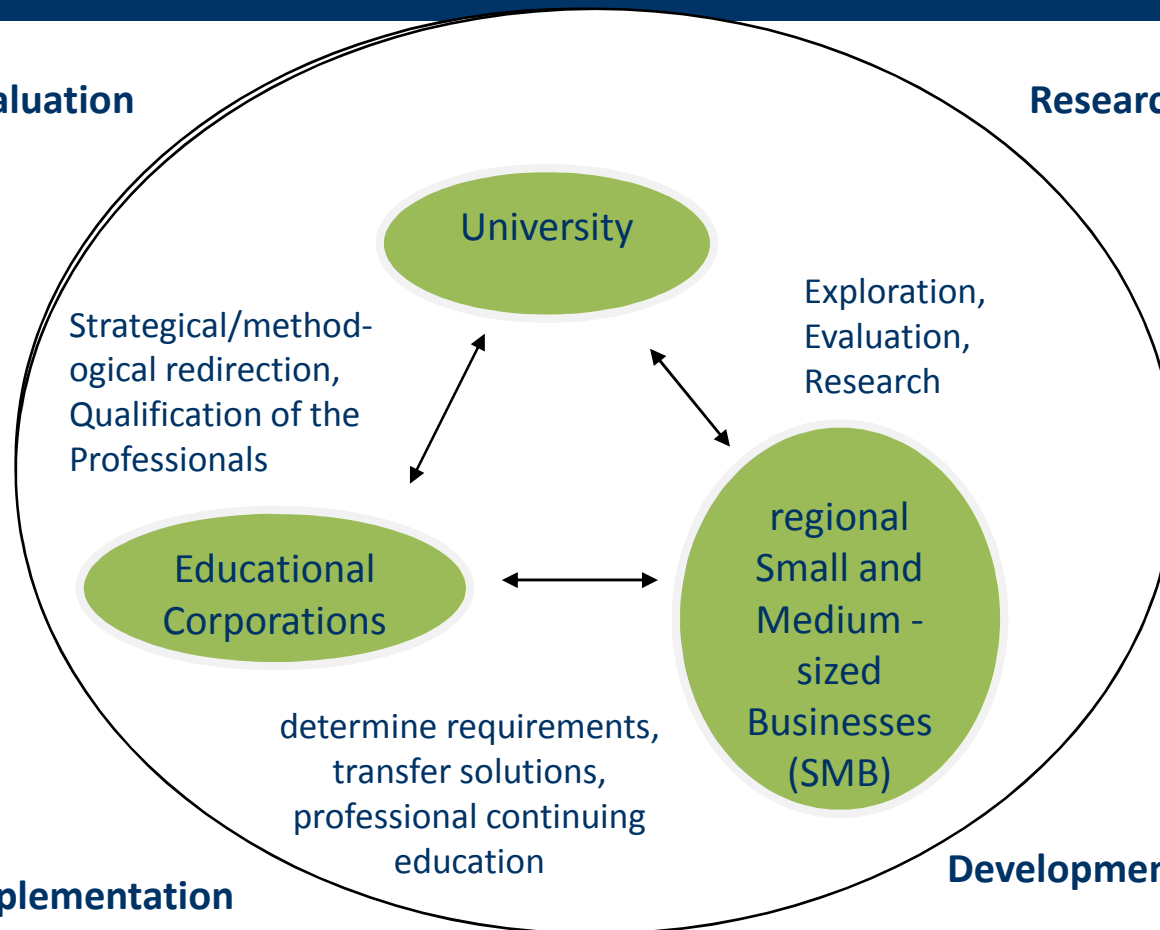 aluation
Researc
University
Exploration,
Evaluation,
Research
Strategical/method-
ogical redirection,
Qualification of the
Professionals
Educational
Corporations
regional
Small and
Medium -
sized
Businesses
(SMB)
determine requirements,
transfer solutions,
professional continuing
education
plementation
Developmen